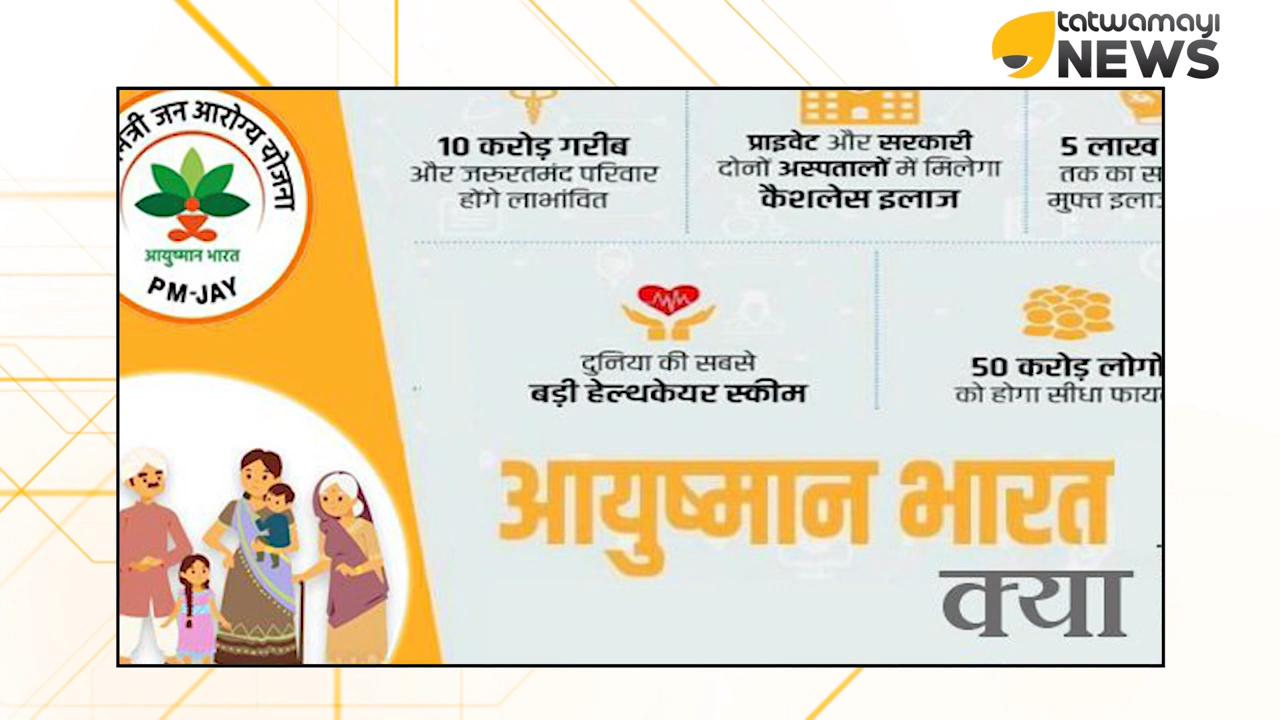 tatwamayi
NEWS
मंत्री जन आरोग्य योजना
आयुष्मान भारत
PM-JAY
10 करोड़ गरीब
और जरुरतमंद परिवार
होंगे लाभांवित
प्राइवेट और सरकारी
दोनों अस्पतालों में मिलेगा
कैशलेस इलाज
5 लाख
तक का
मुफ्त
दुनिया की सबसे
बड़ी हेल्थकेयर स्कीम
50 करोड़ लोगों
को होगा सीधा
आयुष्मान भारत
क्या